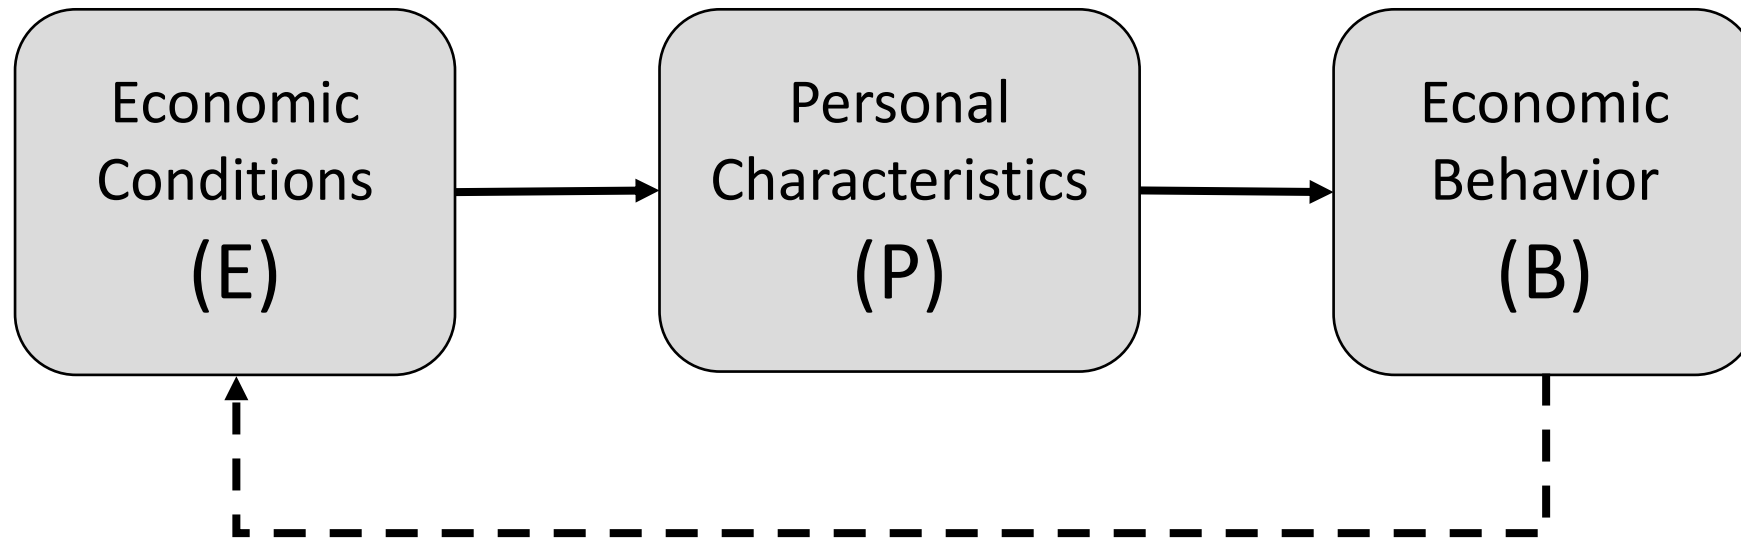 Economic
Conditions
(E)
Personal
Characteristics
(P)
Economic
Behavior
(B)